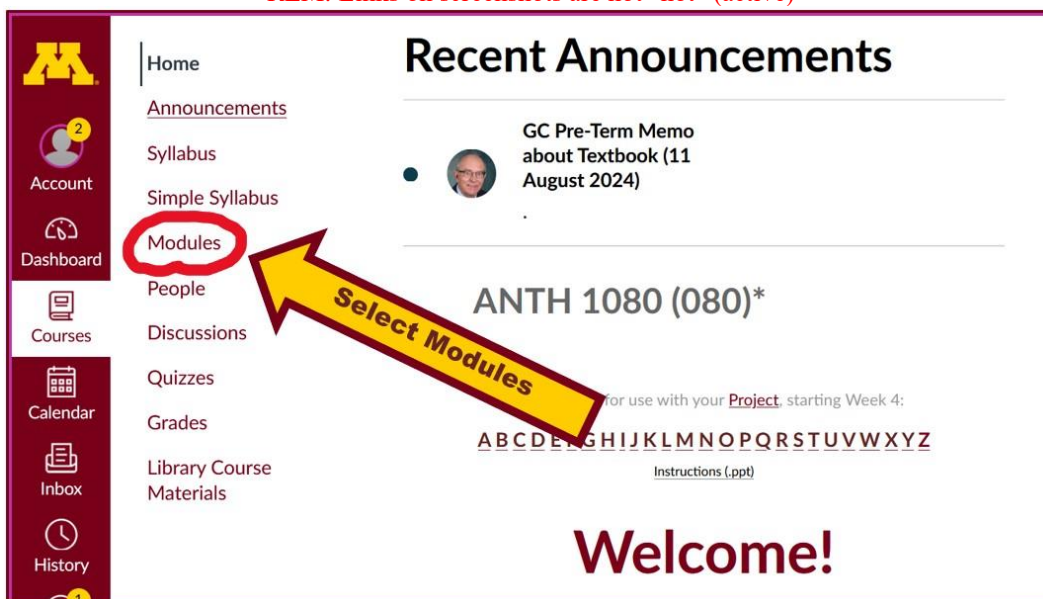 M
Home
Announcements
Syllabus
Simple Syllabus
Modules
People
Discussions
Quizzes
Grades
Library Course
Materials
2
Account
Dashboard
Courses
Calendar
Inbox
History
1
Recent Announcements
GC Pre-Term Memo
about Textbook (11
August 2024)
.
ANTH 1080 (080)*
Select Modules
for use with your Project, starting Week 4:
A B C D E F G H I J K L M N O P Q R S T U V W X Y Z
Instructions (.ppt)
Welcome!